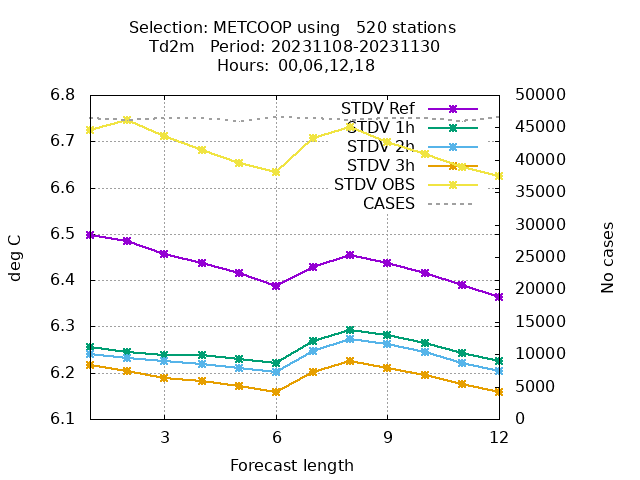 Selection: METCOOP using   520 stations
Td2m   Period: 20231108-20231130
Hours:  00,06,12,18
6.8
6.7
6.6
6.5
6.4
6.3
6.2
6.1
deg C
STDV Ref
STDV 1h
STDV 2h
STDV 3h
STDV OBS
CASES
50000
45000
40000
35000
30000
25000
20000
15000
10000
5000
0
No cases
3
6
9
12
Forecast length